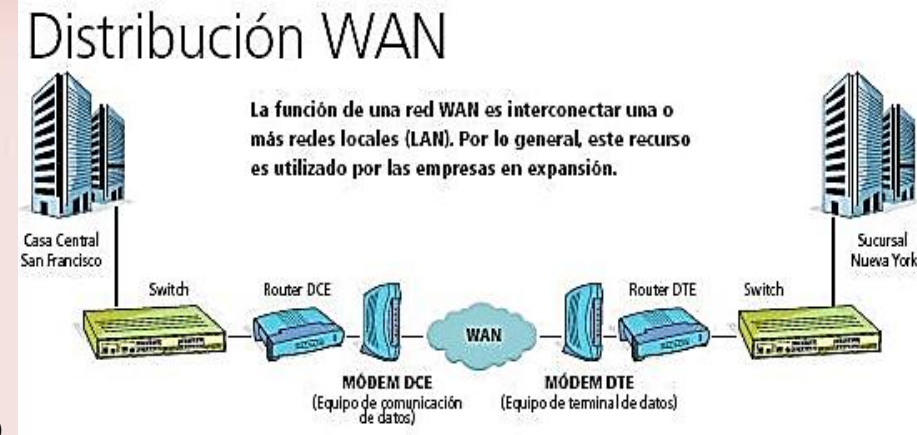 Distribución WAN
La función de una red WAN es interconectar una o
más redes locales (LAN). Por lo general, este recurso
es utilizado por las empresas en expansión.
Casa Central
San Francisco
Sucursal
Nueva York
Switch
Router DCE
Router DTE
Switch
WAN
MÓDEM DCE
(Equipo de comunicación
de datos)
MÓDEM DTE
(Equipo de terminal de datos)